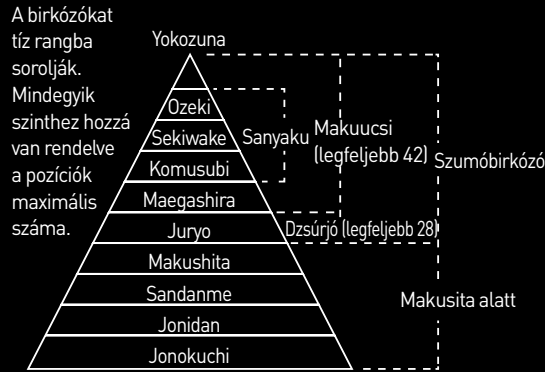 A birkózókat
tíz rangba
sorolják.
Mindegyik
szinthez hozzá
van rendelve
a pozíciók
maximális
száma.
Yokozuna
Ozeki
Sekiwake
Komusubi
Maegashira
Juryo
Makushita
Sandanme
Jonidan
Jonokuchi
Sanyaku
Makuucsi
(legfeljebb 42)
Dzsúrjó (legfeljebb 28)
Szumóbirkózó
Makusita alatt